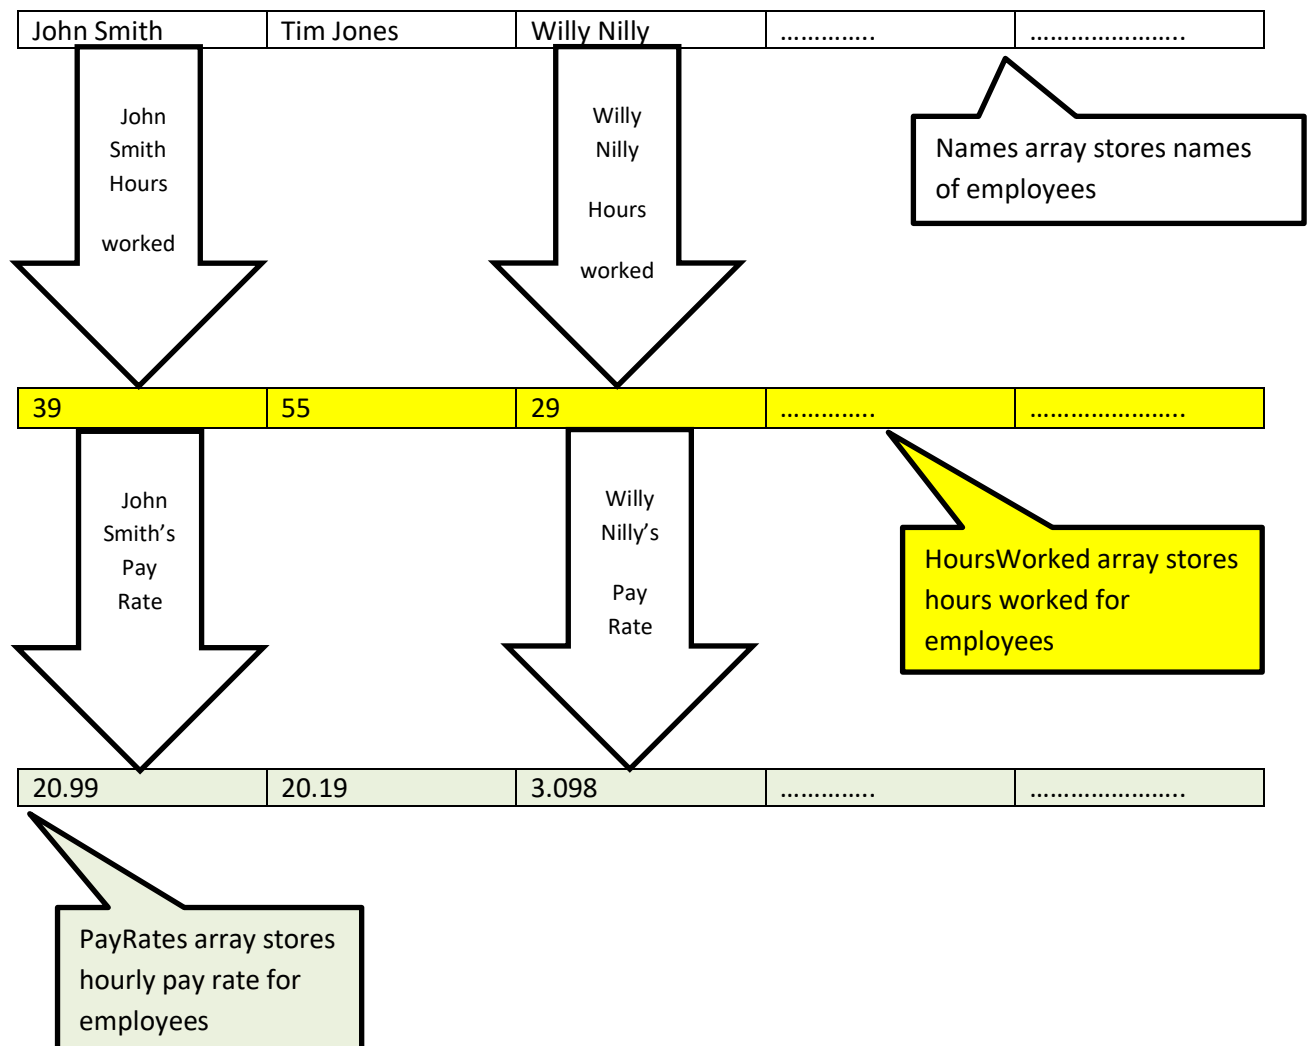 John Smith Tim Jones Willy Nilly ………….. …………………..
John
Smith
Hours
worked
Willy
Nilly
Hours
worked
Names array stores names
of employees
39 55 29 ………….. …………………..
John
Smith’s
Pay
Rate
Willy
Nilly’s
Pay
Rate
HoursWorked array stores
hours worked for
employees
20.99 20.19 3.098 ………….. …………………..
PayRates array stores
hourly pay rate for
employees